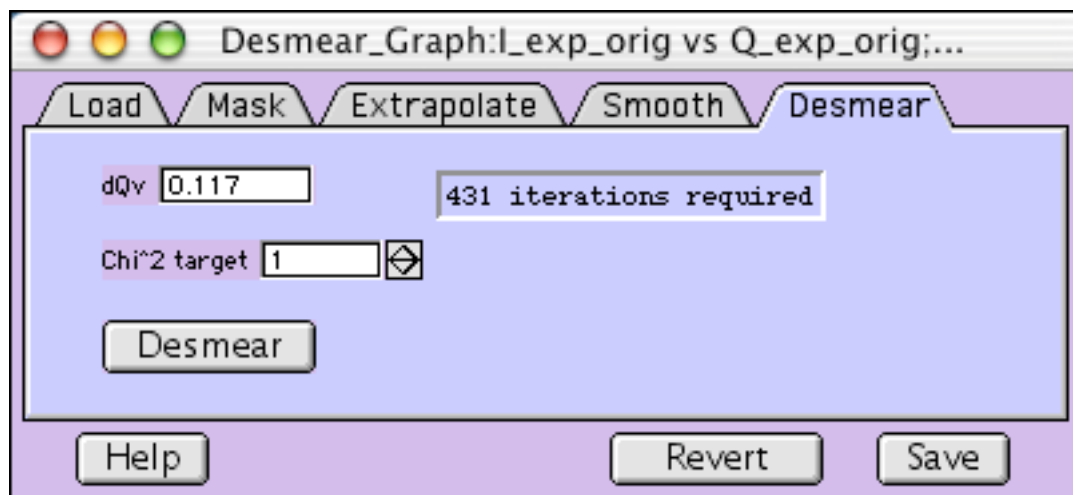 Desmear_Graph:I_exp_orig vs Q_exp_orig;...
Load Mask Extrapolate Smooth Desmear
dQv 0.117
431 iterations required
Chi^2 target 1
Desmear
Help Revert Save